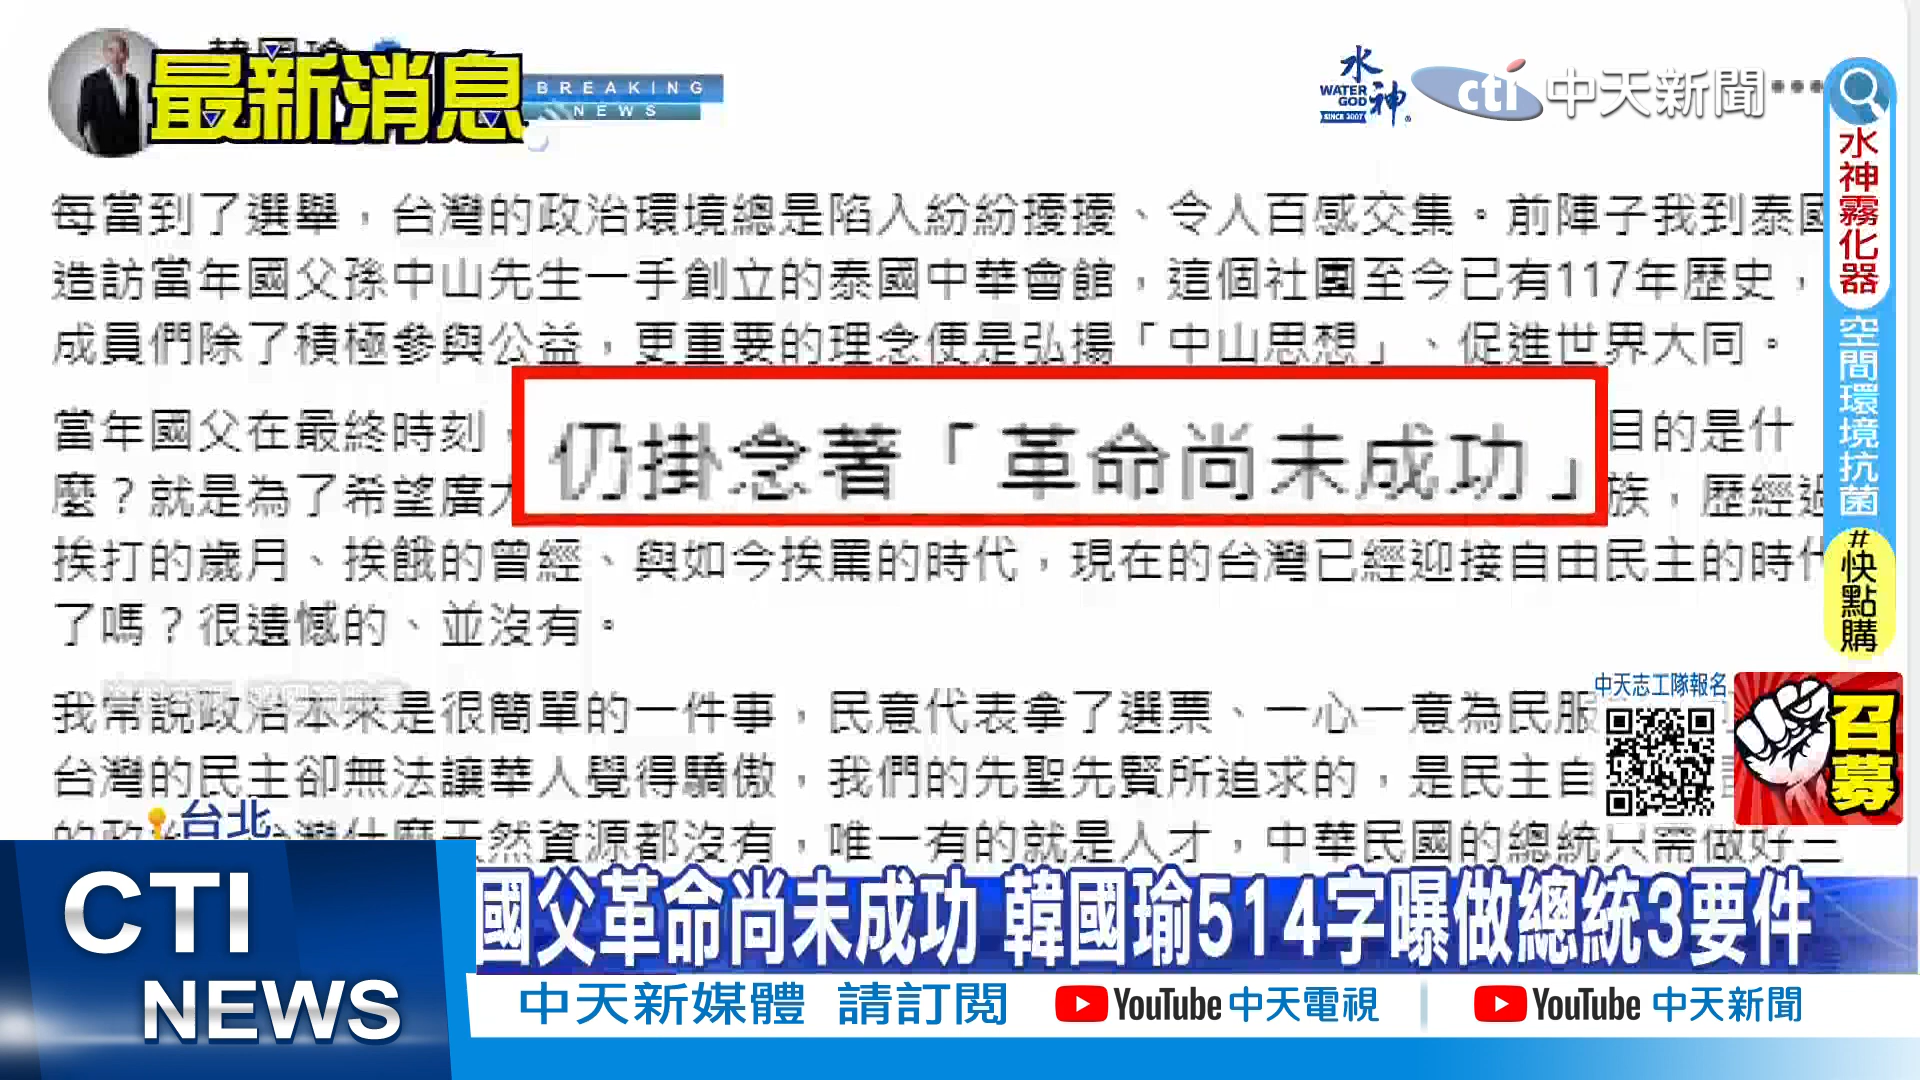 韓國瑜
最新消息
BREAKING
NEWS
水神
WATER GOD
SINCE 2007
cti 中天新聞
每當到了選舉，台灣的政治環境總是陷入紛紛擾擾、令人百感交集。前陣子我到泰國
造訪當年國父孫中山先生一手創立的泰國中華會館，這個社團至今已有117年歷史，
成員們除了積極參與公益，更重要的理念便是弘揚「中山思想」、促進世界大同。
當年國父在最終時刻，
仍掛念著「革命尚未成功」
目的是什
麼？就是為了希望廣大
族，歷經過
挨打的歲月、挨餓的曾經、與如今挨罵的時代，現在的台灣已經迎接自由民主的時代
了嗎？很遺憾的、並沒有。
我常說政治本來是很簡單的一件事，民意代表拿了選票、一心一意為民服
台灣的民主卻無法讓華人覺得驕傲，我們的先聖先賢所追求的，是民主自
然資源都沒有，唯一有的就是人才，中華民國的總統只需做好三
水神霧化器
空間環境抗菌
#快點購
中天志工隊報名
召募
台北
CTI
NEWS
國父革命尚未成功 韓國瑜514字曝做總統3要件
中天新媒體 請訂閱 YouTube 中天電視 YouTube 中天新聞